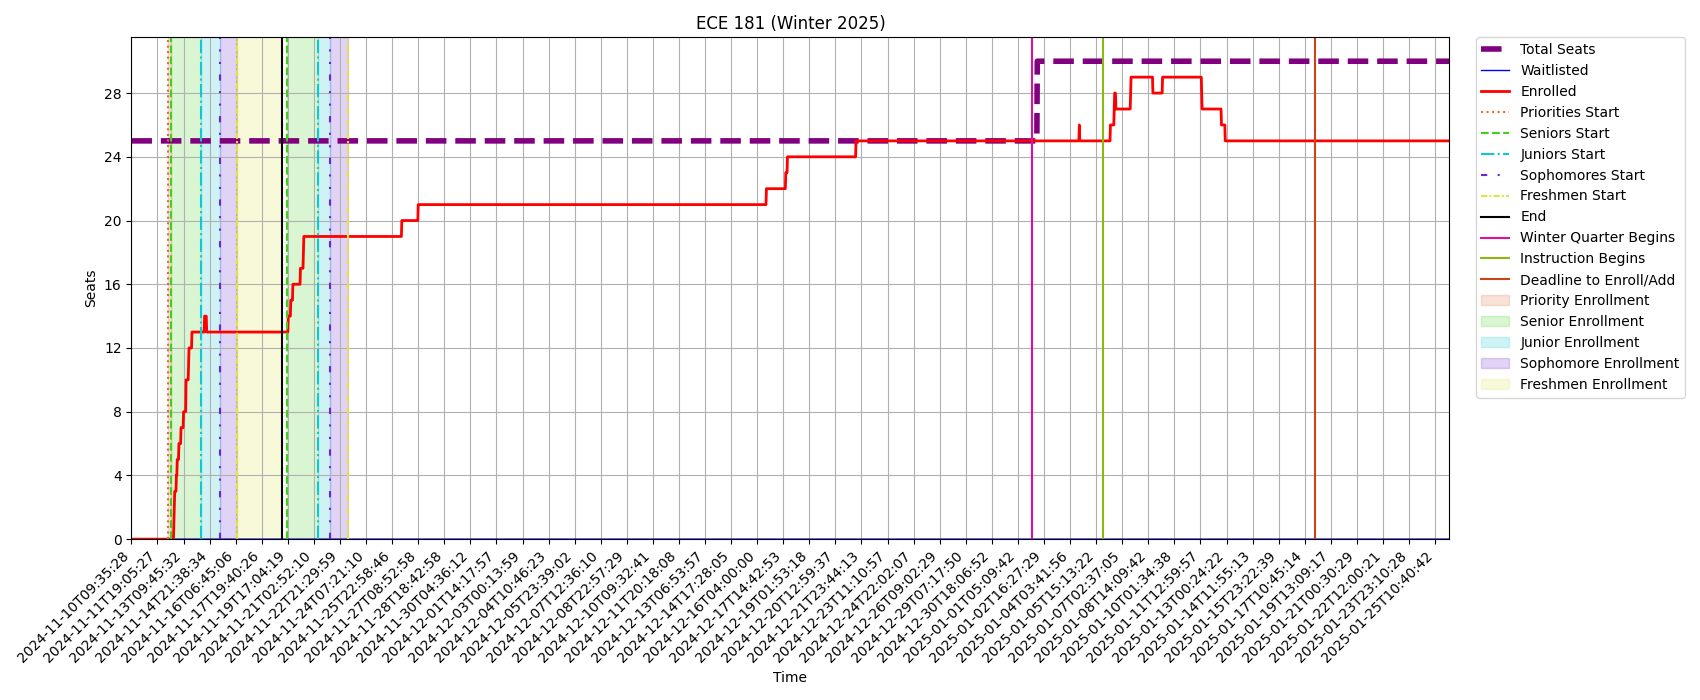 ECE 181 (Winter 2025)
Seats
28
24
20
16
12
8
4
0
2024-11-10T09:35:28
2024-11-11T19:05:27
2024-11-13T09:45:32
2024-11-14T21:38:34
2024-11-16T06:45:06
2024-11-17T19:40:26
2024-11-19T17:04:19
2024-11-21T02:52:10
2024-11-22T21:29:59
2024-11-24T07:21:10
2024-11-25T22:58:46
2024-11-27T08:52:58
2024-11-28T18:42:58
2024-11-30T04:36:12
2024-12-01T14:17:57
2024-12-03T00:13:59
2024-12-04T10:46:23
2024-12-05T23:39:02
2024-12-07T12:36:10
2024-12-08T22:57:29
2024-12-10T09:32:41
2024-12-11T20:18:08
2024-12-13T06:53:57
2024-12-14T17:28:05
2024-12-16T04:00:00
2024-12-17T14:42:53
2024-12-19T01:53:18
2024-12-20T12:59:37
2024-12-21T23:44:13
2024-12-23T11:10:57
2024-12-24T22:02:07
2024-12-26T09:02:29
2024-12-29T07:17:50
2024-12-30T18:06:52
2025-01-01T05:09:42
2025-01-02T16:27:29
2025-01-04T03:41:56
2025-01-05T15:13:22
2025-01-07T02:37:05
2025-01-08T14:09:42
2025-01-10T01:34:38
2025-01-11T12:59:57
2025-01-13T00:24:22
2025-01-14T11:55:13
2025-01-15T23:22:39
2025-01-17T10:45:14
2025-01-19T13:09:17
2025-01-21T00:30:29
2025-01-22T12:00:21
2025-01-23T23:10:28
2025-01-25T10:40:42
Time
Total Seats
Waitlisted
Enrolled
Priorities Start
Seniors Start
Juniors Start
Sophomores Start
Freshmen Start
End
Winter Quarter Begins
Instruction Begins
Deadline to Enroll/Add
Priority Enrollment
Senior Enrollment
Junior Enrollment
Sophomore Enrollment
Freshmen Enrollment